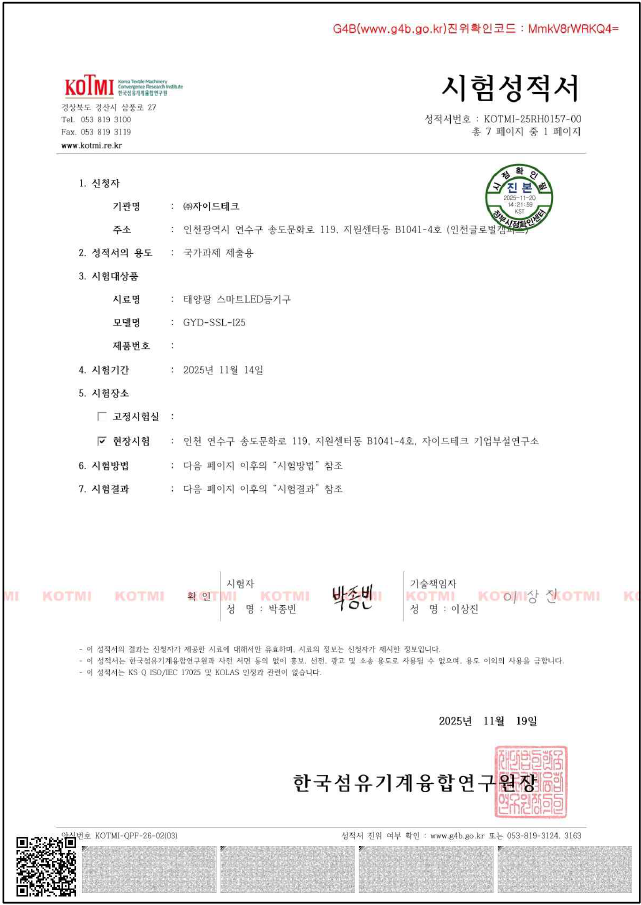 G4B(www.g4b.go.kr)진위확인코드 : MmkV8rWRKQ4=
KOTMI Korea Textile Machinery
Convergence Research Institute
한국섬유기계융합연구원
시험성적서
경상북도 경산시 삼풍로 27
Tel. 053 819 3100
Fax. 053 819 3119
www.kotmi.re.kr
성적서번호 : KOTMI-25RH0157-00
총 7 페이지 중 1 페이지
1. 신청자
기관명 : ㈜자이드테크
주소 : 인천광역시 연수구 송도문화로 119, 지원센터동 B1041-4호 (인천글로벌캠퍼스)
시점확인필
진본
2025-11-20
14:21:59
KST
정부시점확인센터
2. 성적서의 용도 : 국가과제 제출용
3. 시험대상품
시료명 : 태양광 스마트LED등기구
모델명 : GYD-SSL-125
제품번호 :
4. 시험기간 : 2025년 11월 14일
5. 시험장소
고정시험실 :
현장시험 : 인천 연수구 송도문화로 119, 지원센터동 B1041-4호, 자이드테크 기업부설연구소
6. 시험방법 : 다음 페이지 이후의 "시험방법" 참조
7. 시험결과 : 다음 페이지 이후의 "시험결과" 참조
확 인
시험자
성 명 : 박종빈
박종빈
기술책임자
성 명 : 이상진
이상진
MI KOTMI KOTMI KOTMI KOTMI KOTMI KOTMI KOTMI KOTMI KO
- 이 성적서의 결과는 신청자가 제공한 시료에 대해서만 유효하며, 시료의 정보는 신청자가 제시한 정보입니다.
- 이 성적서는 한국섬유기계융합연구원과 사전 서면 동의 없이 홍보, 선전, 광고 및 소송 용도로 사용될 수 없으며, 용도 이외의 사용을 금합니다.
- 이 성적서는 KS Q ISO/IEC 17025 및 KOLAS 인정과 관련이 없습니다.
2025년 11월 19일
한국섬유기계융합연구원장
양식번호 KOTMI-QPF-26-02(03)
성적서 진위 여부 확인 : www.g4b.go.kr 또는 053-819-3124, 3163